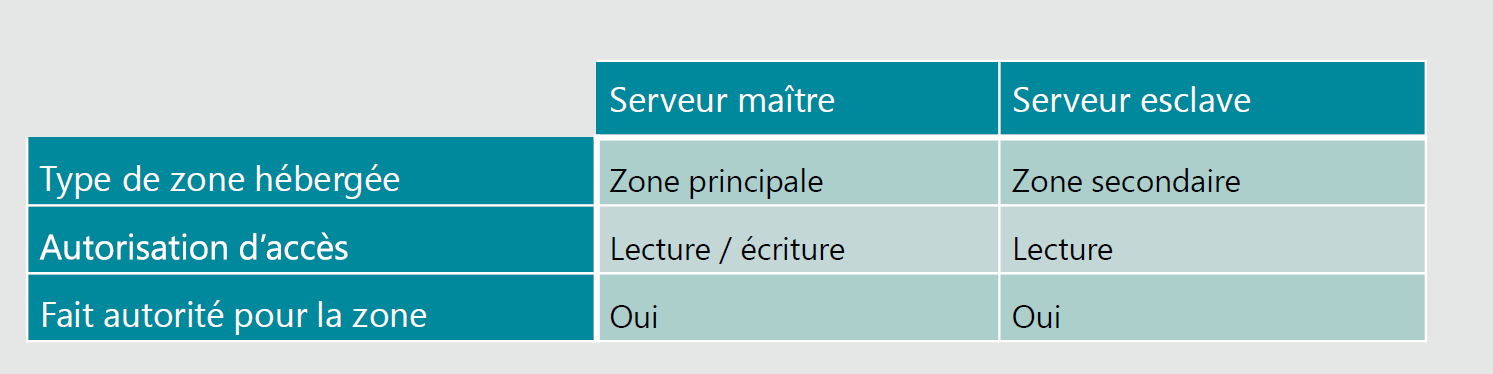 Serveur maître Serveur esclave
Type de zone hébergée Zone principale Zone secondaire
Autorisation d’accès Lecture / écriture Lecture
Fait autorité pour la zone Oui Oui